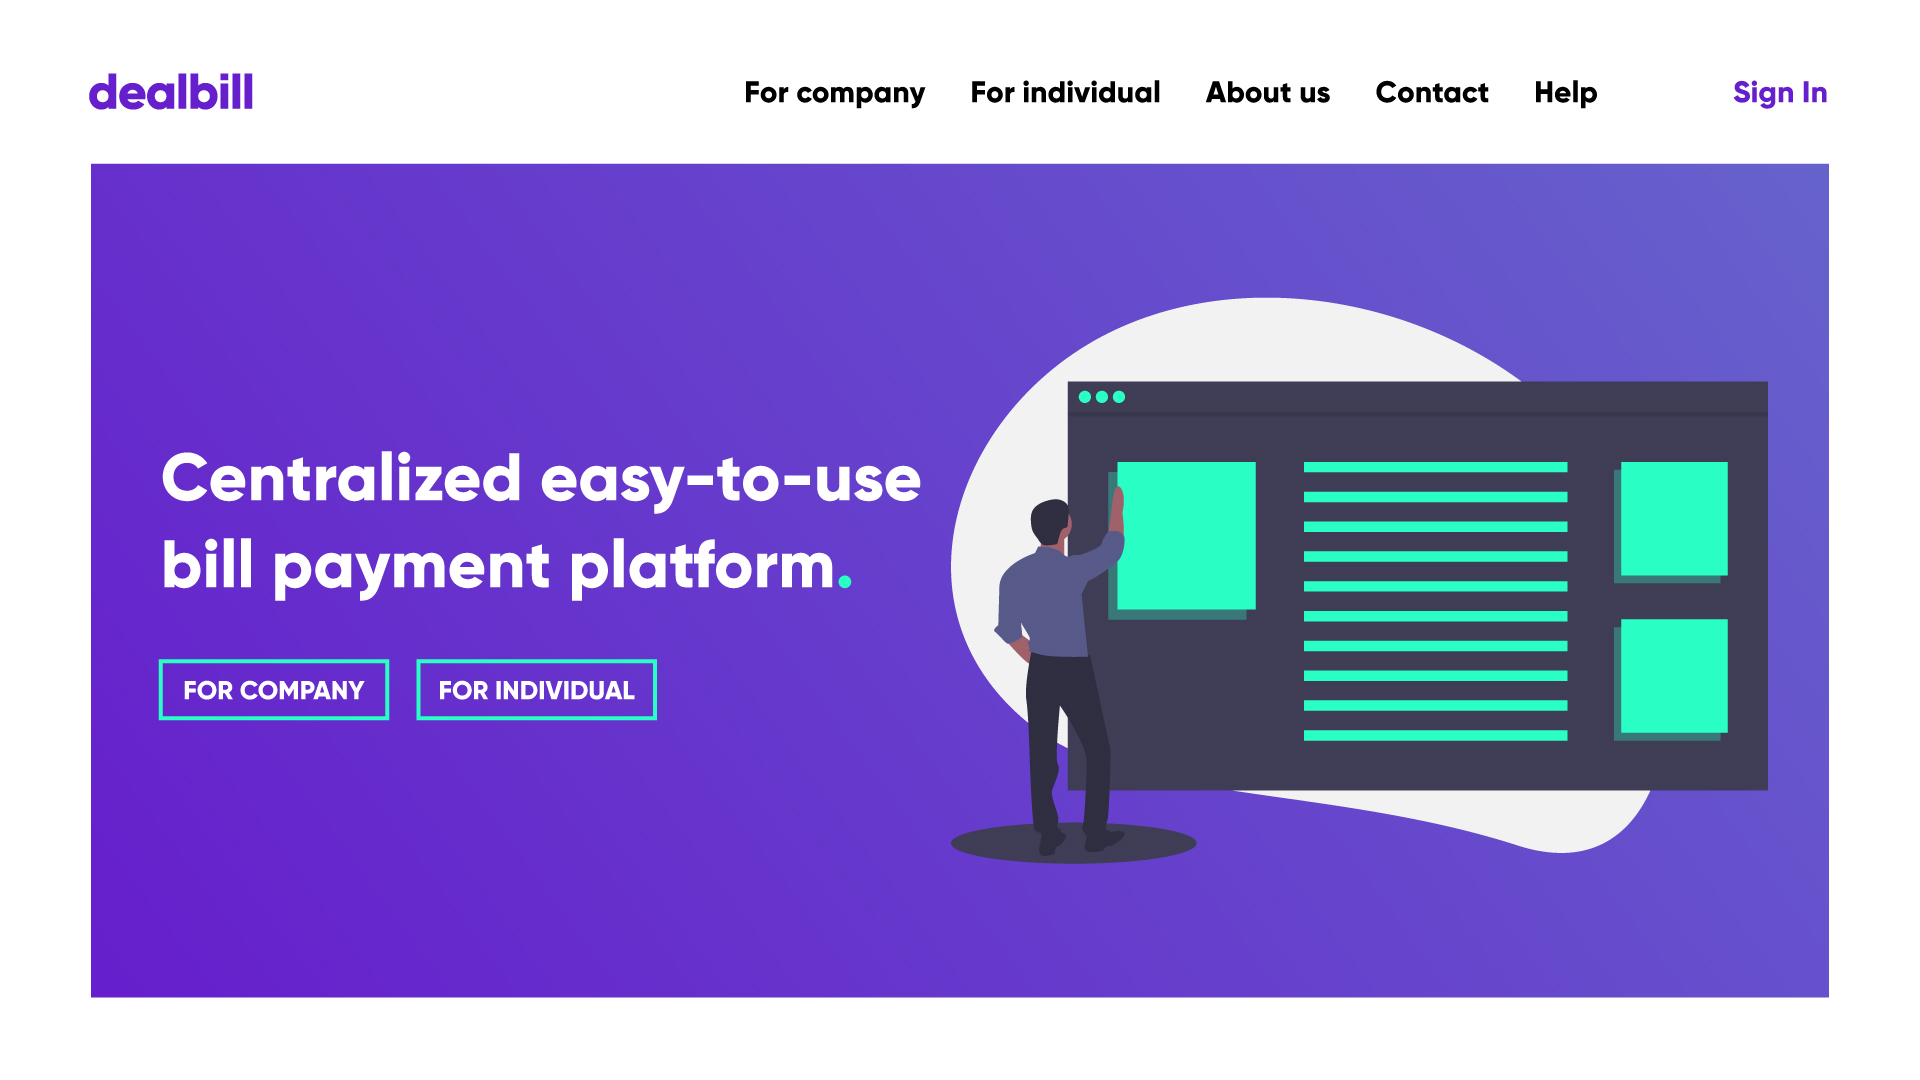 dealbill
For company For individual About us Contact Help Sign In
Centralized easy-to-use
bill payment platform.
FOR COMPANY FOR INDIVIDUAL